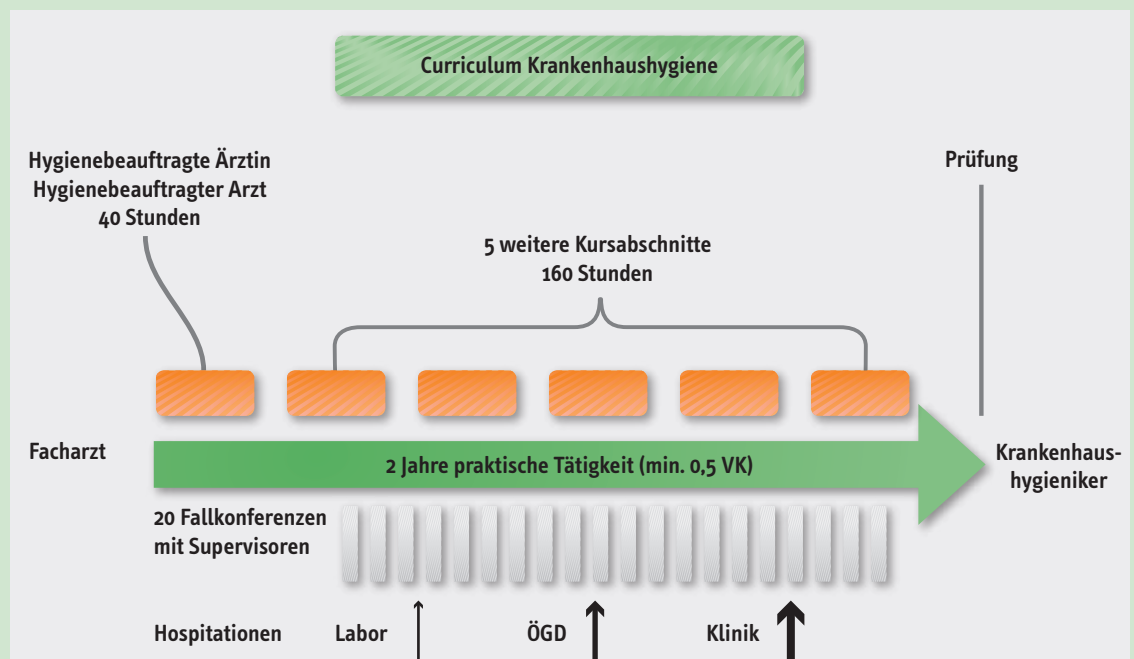 Curriculum Krankenhaushygiene
Hygienebeauftragte Ärztin
Hygienebeauftragter Arzt
40 Stunden
Prüfung
5 weitere Kursabschnitte
160 Stunden
Facharzt
2 Jahre praktische Tätigkeit (min. 0,5 VK)
Krankenhaus-
hygieniker
20 Fallkonferenzen
mit Supervisoren
Hospitationen
Labor
ÖGD
Klinik